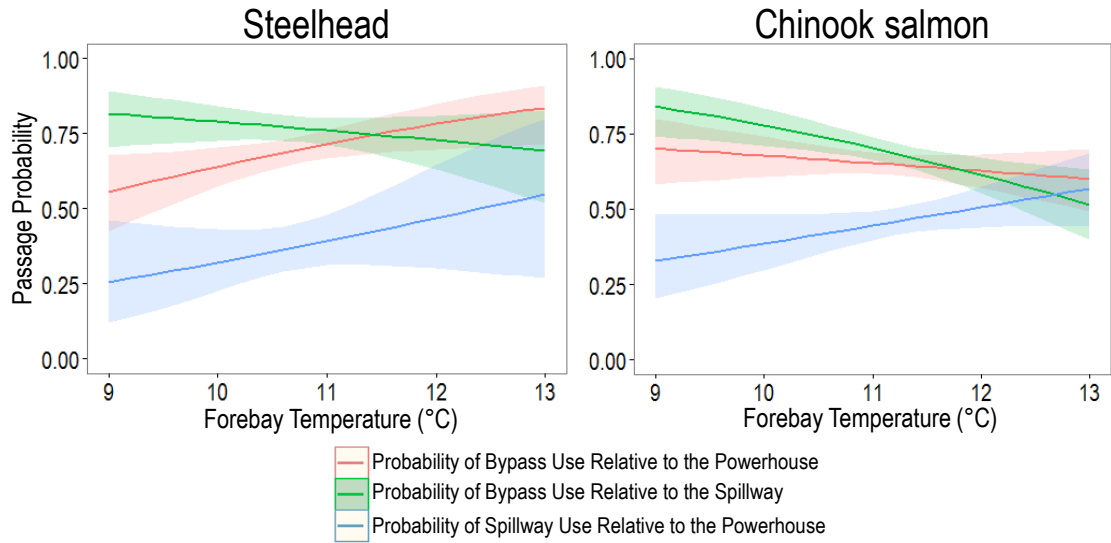 Steelhead
Chinook salmon
Passage Probability
1.00
0.75
0.50
0.25
0.00
9
10
11
12
13
Forebay Temperature (°C)
1.00
0.75
0.50
0.25
0.00
9
10
11
12
13
Forebay Temperature (°C)
Probability of Bypass Use Relative to the Powerhouse
Probability of Bypass Use Relative to the Spillway
Probability of Spillway Use Relative to the Powerhouse